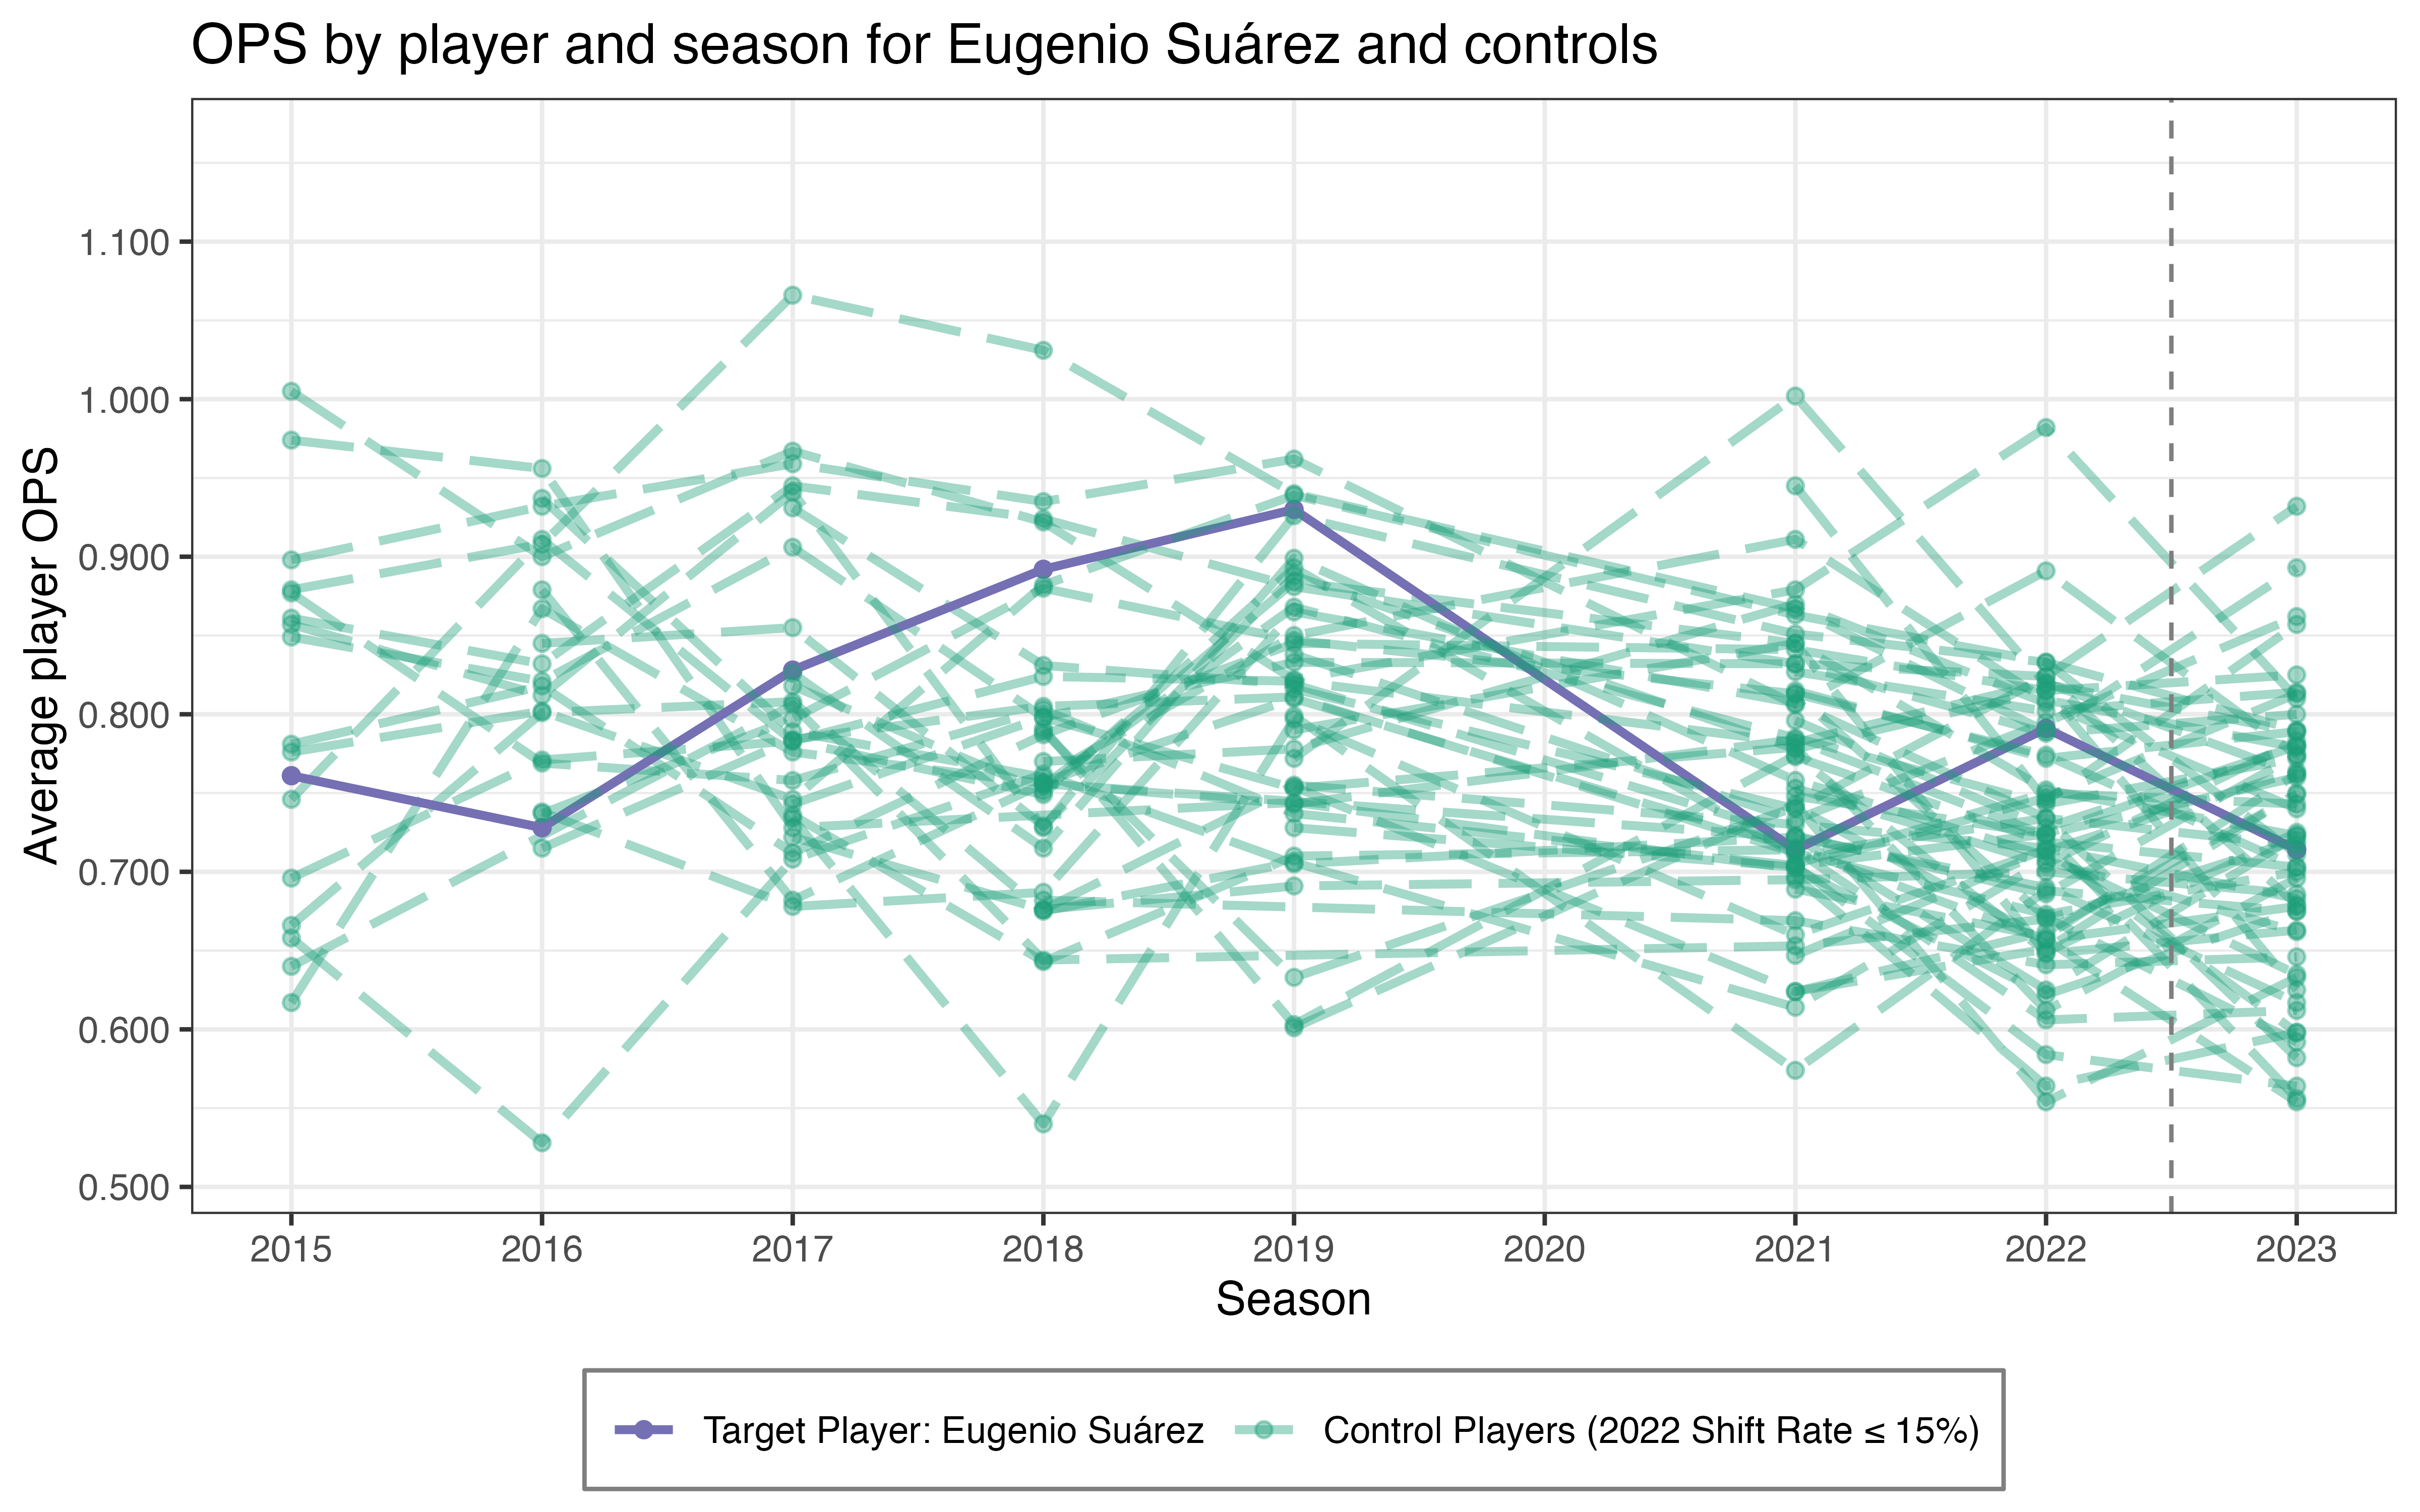 OPS by player and season for Eugenio Suárez and controls
Average player OPS
1.100
1.000
0.900
0.800
0.700
0.600
0.500
2015 2016 2017 2018 2019 2020 2021 2022 2023
Season
Target Player: Eugenio Suárez Control Players (2022 Shift Rate ≤ 15%)